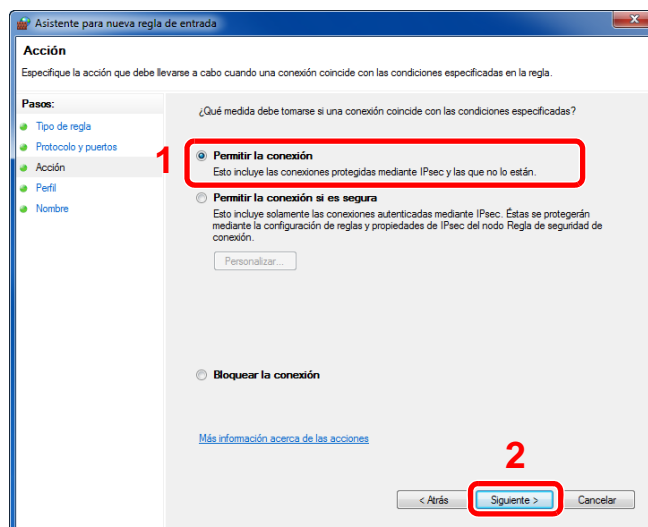 Asistente para nueva regla de entrada
Acción
Especifique la acción que debe llevarse a cabo cuando una conexión coincide con las condiciones especificadas en la regla.
Pasos:
Tipo de regla
Protocolo y puertos
Acción
Perfil
Nombre
¿Qué medida debe tomarse si una conexión coincide con las condiciones especificadas?
1
Permitir la conexión
Esto incluye las conexiones protegidas mediante IPsec y las que no lo están.
Permitir la conexión si es segura
Esto incluye solamente las conexiones autenticadas mediante IPsec. Éstas se protegerán
mediante la configuración de reglas y propiedades de IPsec del nodo Regla de seguridad de
conexión.
Personalizar...
Bloquear la conexión
Más información acerca de las acciones
2
< Atrás
Siguiente >
Cancelar